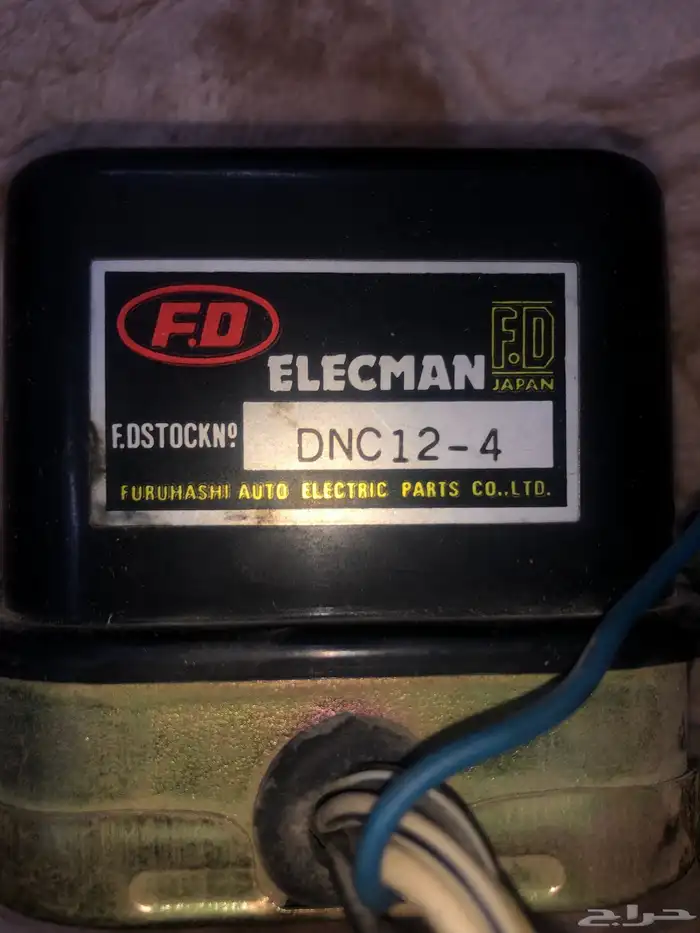 F.D
F.D
ELECMAN
JAPAN
F.DSTOCKNº
DNC12-4
FURUHASHI AUTO ELECTRIC PARTS CO.,LTD.
حراج